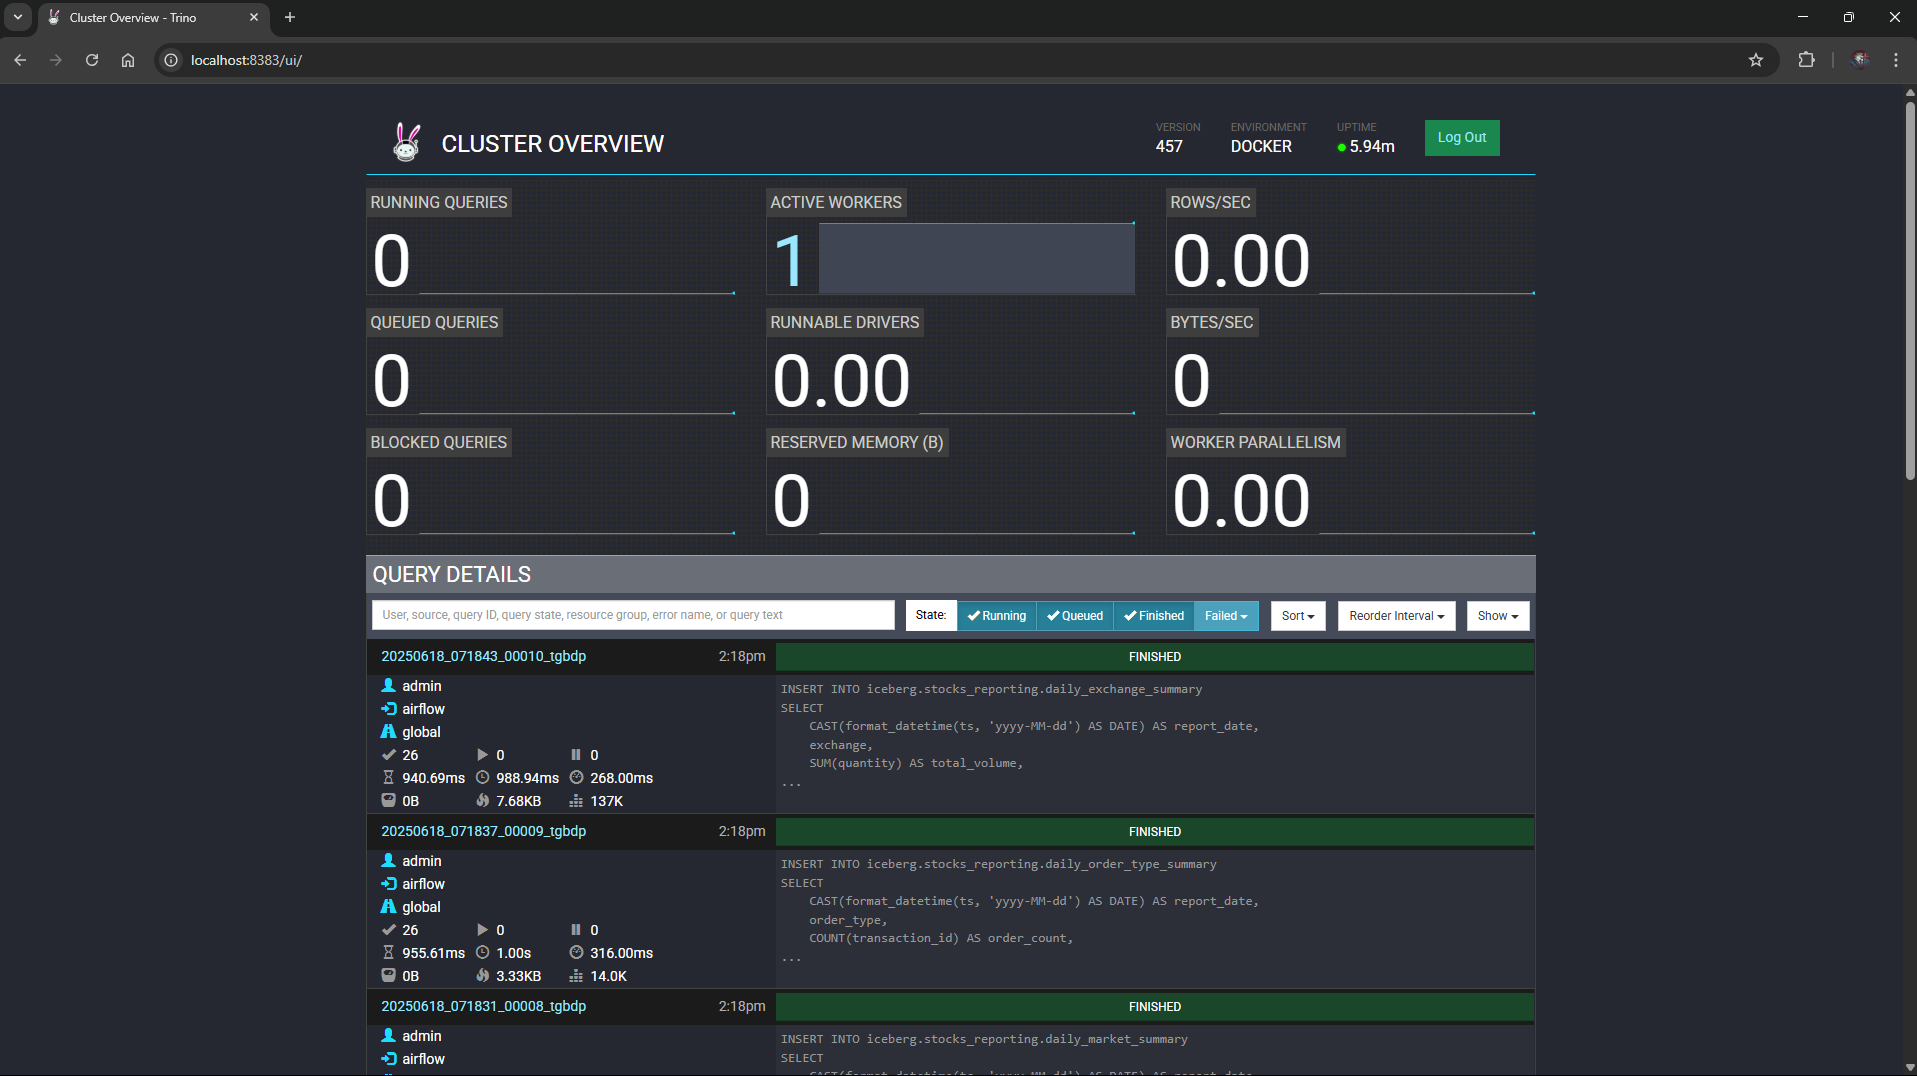 Cluster Overview - Trino
localhost:8383/ui/
CLUSTER OVERVIEW
VERSION
457
ENVIRONMENT
DOCKER
UPTIME
5.94m
Log Out
RUNNING QUERIES
0
ACTIVE WORKERS
1
ROWS/SEC
0.00
QUEUED QUERIES
0
RUNNABLE DRIVERS
0.00
BYTES/SEC
0
BLOCKED QUERIES
0
RESERVED MEMORY (B)
0
WORKER PARALLELISM
0.00
QUERY DETAILS
User, source, query ID, query state, resource group, error name, or query text
State: Running Queued Finished Failed Sort Reorder Interval Show
20250618_071843_00010_tgbdp 2:18pm FINISHED
admin
airflow
global
26 0 0
940.69ms 988.94ms 268.00ms
0B 7.68KB 137K
INSERT INTO iceberg.stocks_reporting.daily_exchange_summary
SELECT
CAST(format_datetime(ts, 'yyyy-MM-dd') AS DATE) AS report_date,
exchange,
SUM(quantity) AS total_volume,
...
20250618_071837_00009_tgbdp 2:18pm FINISHED
admin
airflow
global
26 0 0
955.61ms 1.00s 316.00ms
0B 3.33KB 14.0K
INSERT INTO iceberg.stocks_reporting.daily_order_type_summary
SELECT
CAST(format_datetime(ts, 'yyyy-MM-dd') AS DATE) AS report_date,
order_type,
COUNT(transaction_id) AS order_count,
...
20250618_071831_00008_tgbdp 2:18pm FINISHED
admin
airflow
INSERT INTO iceberg.stocks_reporting.daily_market_summary
SELECT